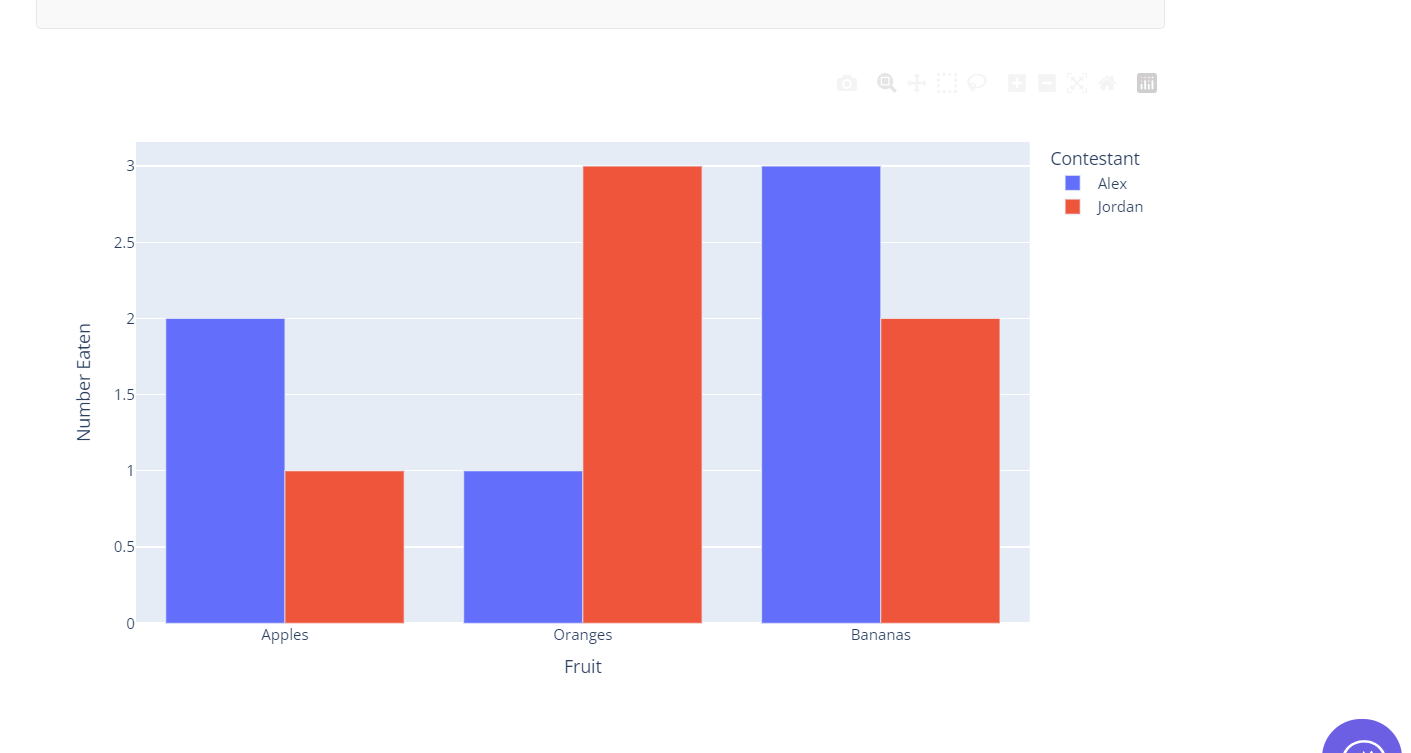 Contestant
Alex
Jordan
3
2.5
2
1.5
1
0.5
0
Number Eaten
Apples Oranges Bananas
Fruit